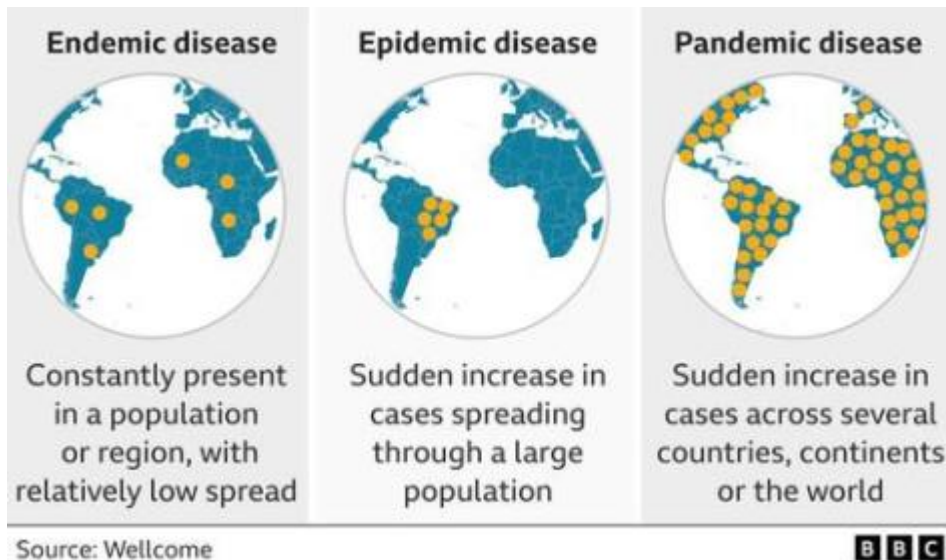 Endemic disease
Constantly present
in a population
or region, with
relatively low spread
Epidemic disease
Sudden increase in
cases spreading
through a large
population
Pandemic disease
Sudden increase in
cases across several
countries, continents
or the world
Source: Wellcome
BBC